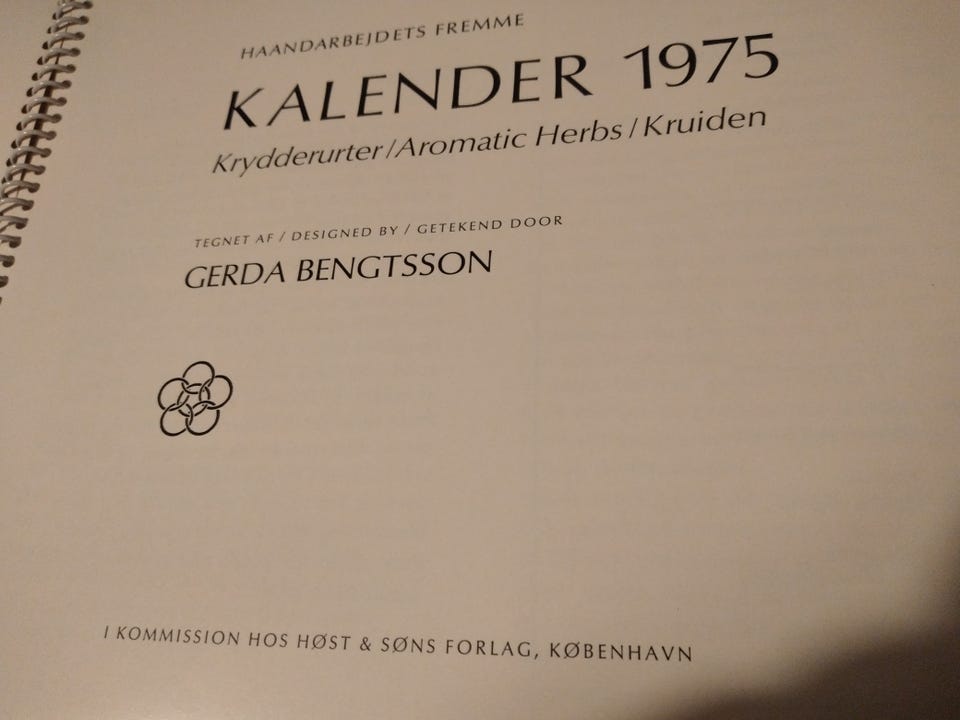 HAANDARBEJDETS FREMME
KALENDER 1975
Krydderurter/Aromatic Herbs/Kruiden
TEGNET AF / DESIGNED BY / GETEKEND DOOR
GERDA BENGTSSON
I KOMMISSION HOS HØST & SØNS FORLAG, KØBENHAVN